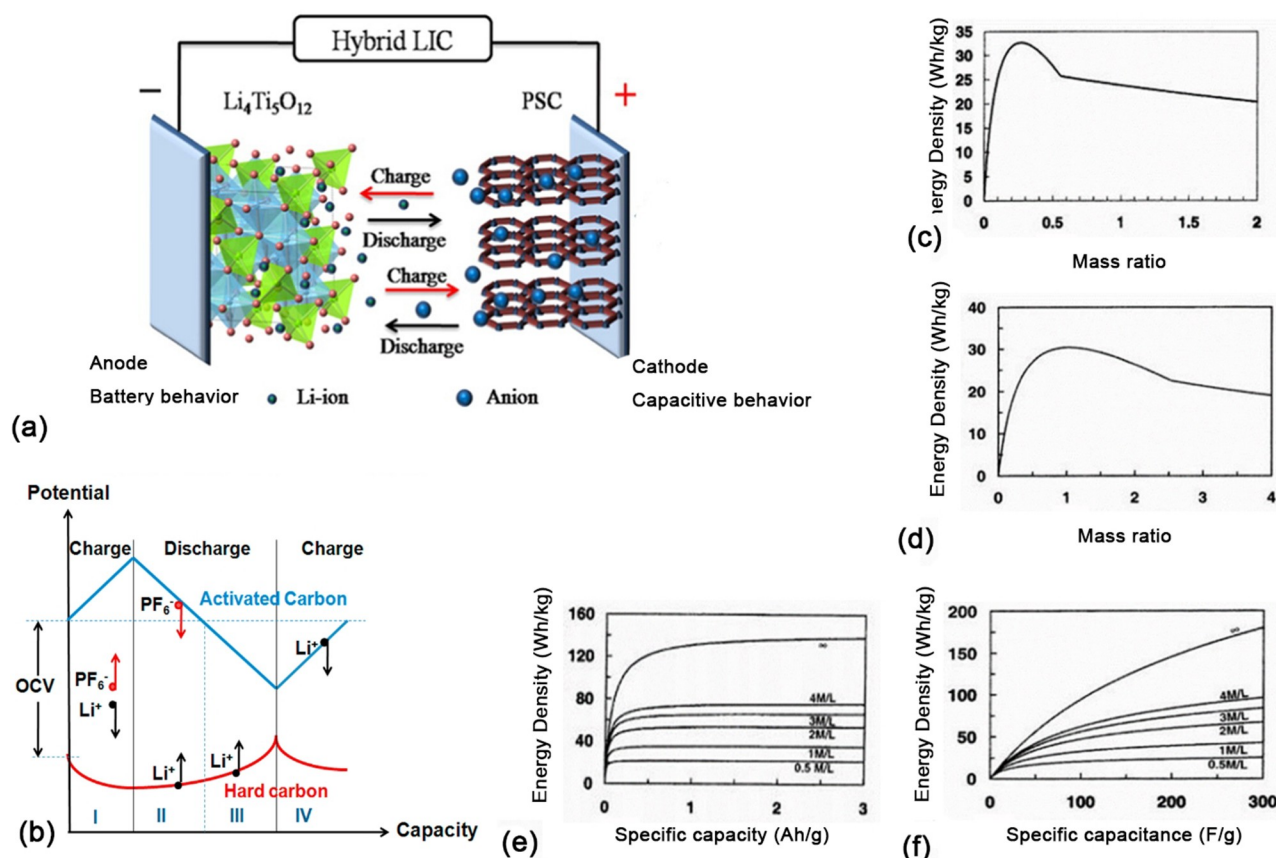 Hybrid LIC
−
Li₄Ti₅O₁₂
PSC
+
Charge
Discharge
Charge
Discharge
Anode
Cathode
Battery behavior
Li-ion
Anion
Capacitive behavior
(a)
Potential
Charge
Discharge
Charge
PF₆⁻
Activated Carbon
OCV
PF₆⁻
Li⁺
Li⁺
Li⁺
Li⁺
Hard carbon
I
II
III
IV
Capacity
(b)
Energy Density (Wh/kg)
35
30
25
20
15
10
5
0
0
0.5
1
1.5
2
Mass ratio
(c)
Energy Density (Wh/kg)
40
30
20
10
0
0
1
2
3
4
Mass ratio
(d)
Energy Density (Wh/kg)
160
120
80
40
0
∞
4M/L
3M/L
2M/L
1M/L
0.5 M/L
0
1
2
3
Specific capacity (Ah/g)
(e)
Energy Density (Wh/kg)
200
150
100
50
0
∞
4M/L
3M/L
2M/L
1M/L
0.5M/L
0
100
200
300
Specific capacitance (F/g)
(f)